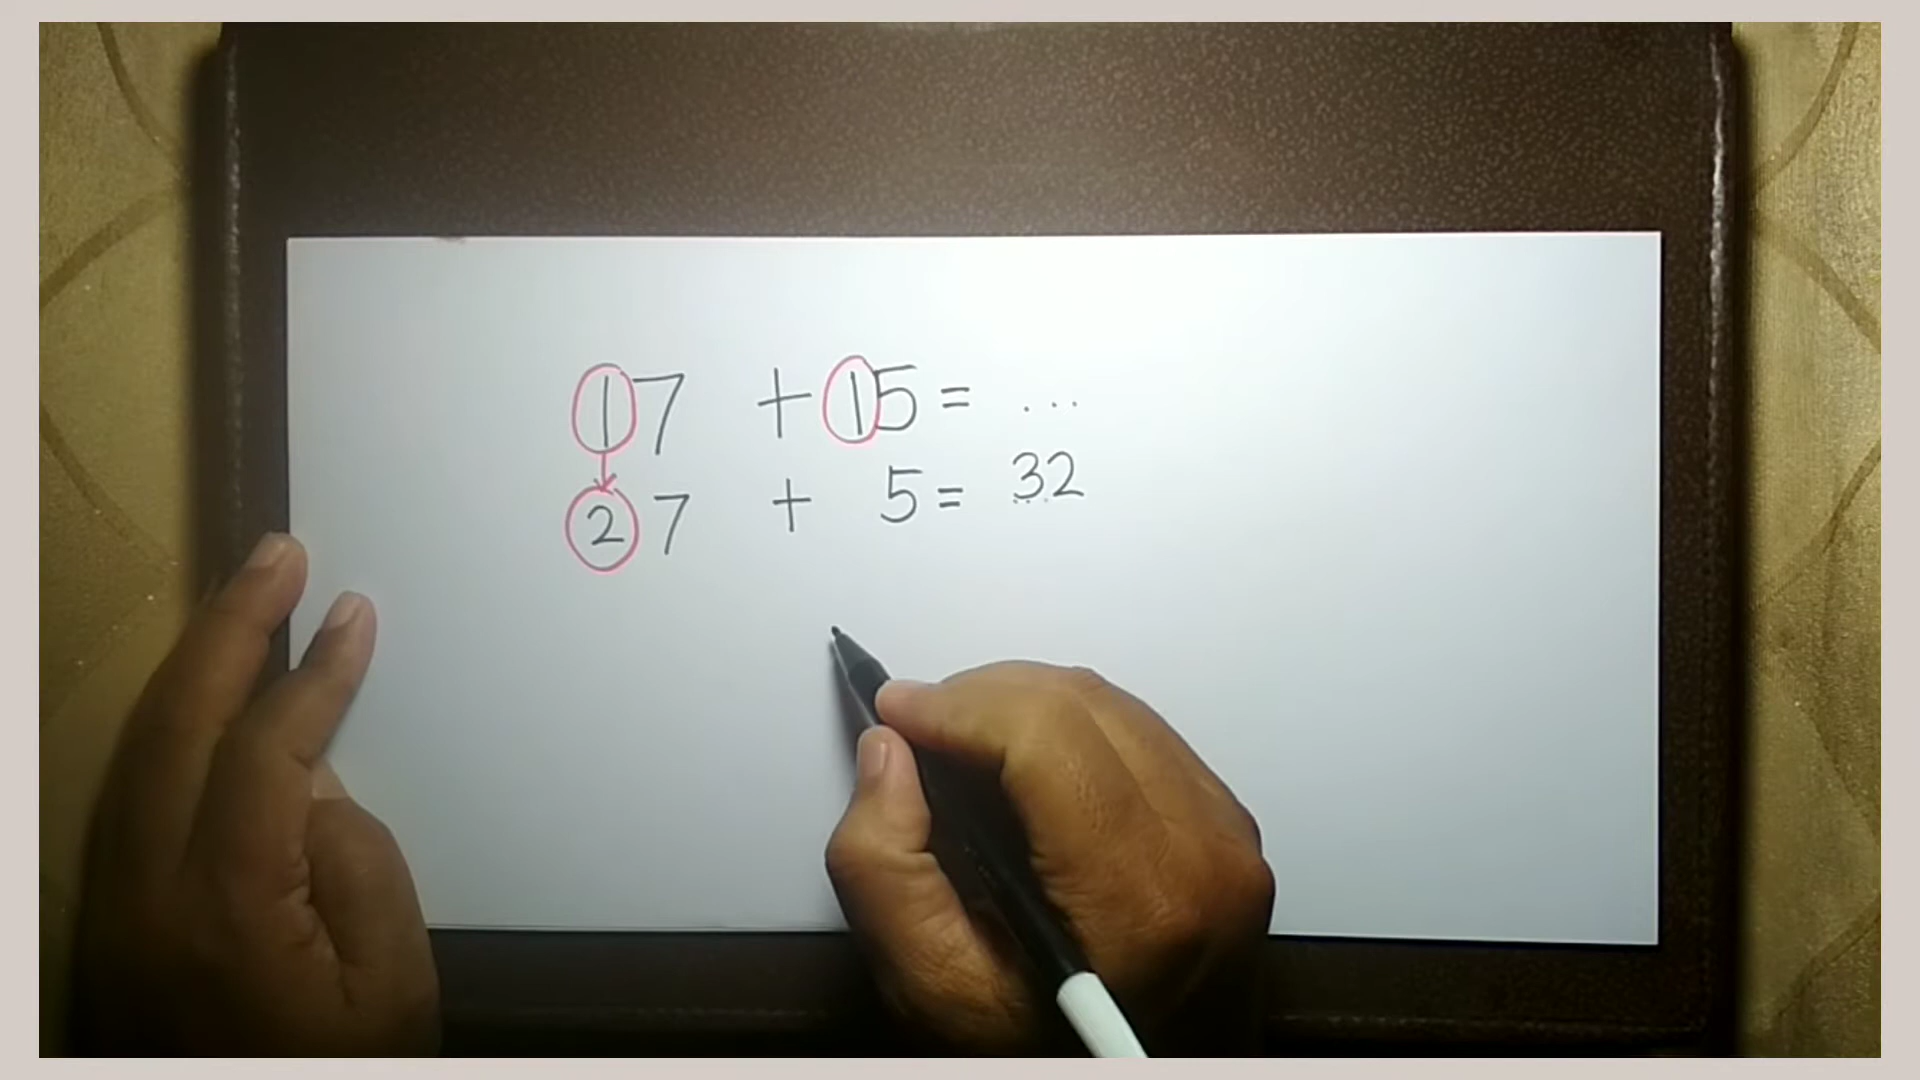 17 + 15 = ...
27 + 5 = 32